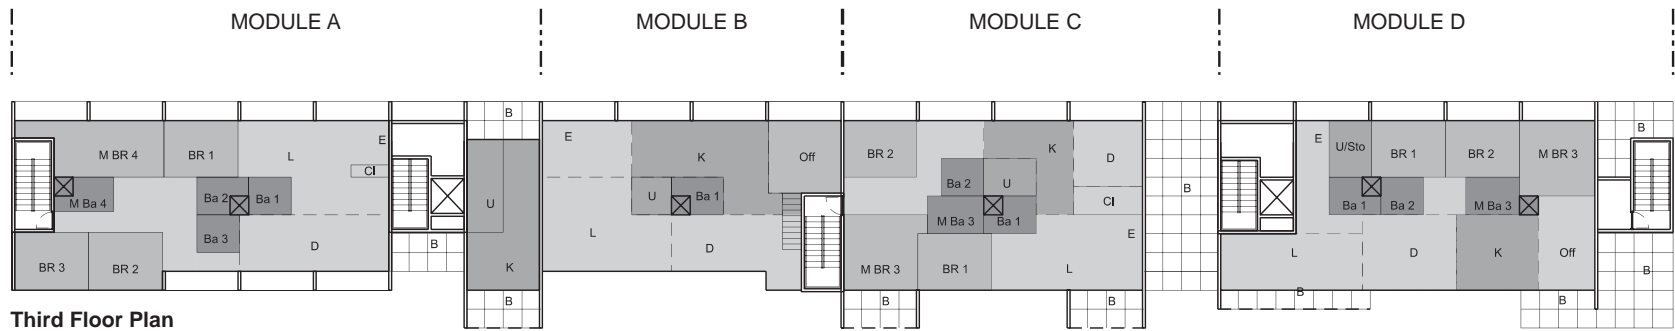 MODULE A MODULE B MODULE C MODULE D
B B
E E E
M BR 4 BR 1 L K Off BR 2 K D U/Sto BR 1 BR 2 M BR 3
Cl
Ba 2 U B
M Ba 4 Ba 2 Ba 1 U U Ba 1 Cl Ba 1 Ba 2 M Ba 3
M Ba 3 Ba 1
Ba 3 D B L D E L D K Off
BR 3 BR 2 K M BR 3 BR 1 L B
B B B B B
Third Floor Plan